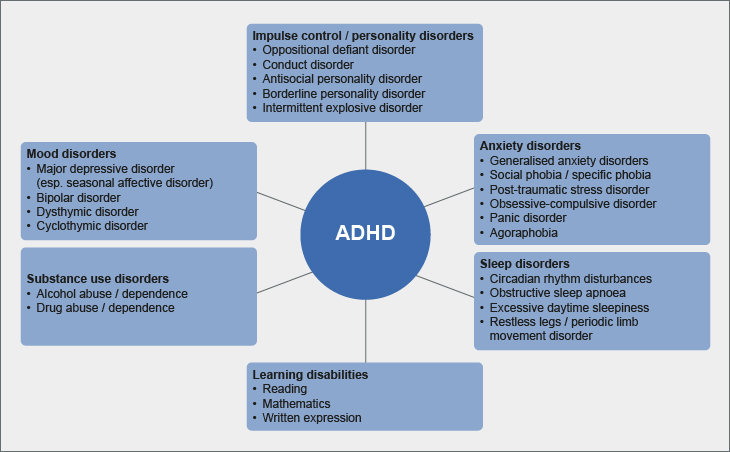 Impulse control / personality disorders
• Oppositional defiant disorder
• Conduct disorder
• Antisocial personality disorder
• Borderline personality disorder
• Intermittent explosive disorder
Mood disorders
• Major depressive disorder
(esp. seasonal affective disorder)
• Bipolar disorder
• Dysthymic disorder
• Cyclothymic disorder
Anxiety disorders
• Generalised anxiety disorders
• Social phobia / specific phobia
• Post-traumatic stress disorder
• Obsessive-compulsive disorder
• Panic disorder
• Agoraphobia
ADHD
Substance use disorders
• Alcohol abuse / dependence
• Drug abuse / dependence
Sleep disorders
• Circadian rhythm disturbances
• Obstructive sleep apnoea
• Excessive daytime sleepiness
• Restless legs / periodic limb
movement disorder
Learning disabilities
• Reading
• Mathematics
• Written expression